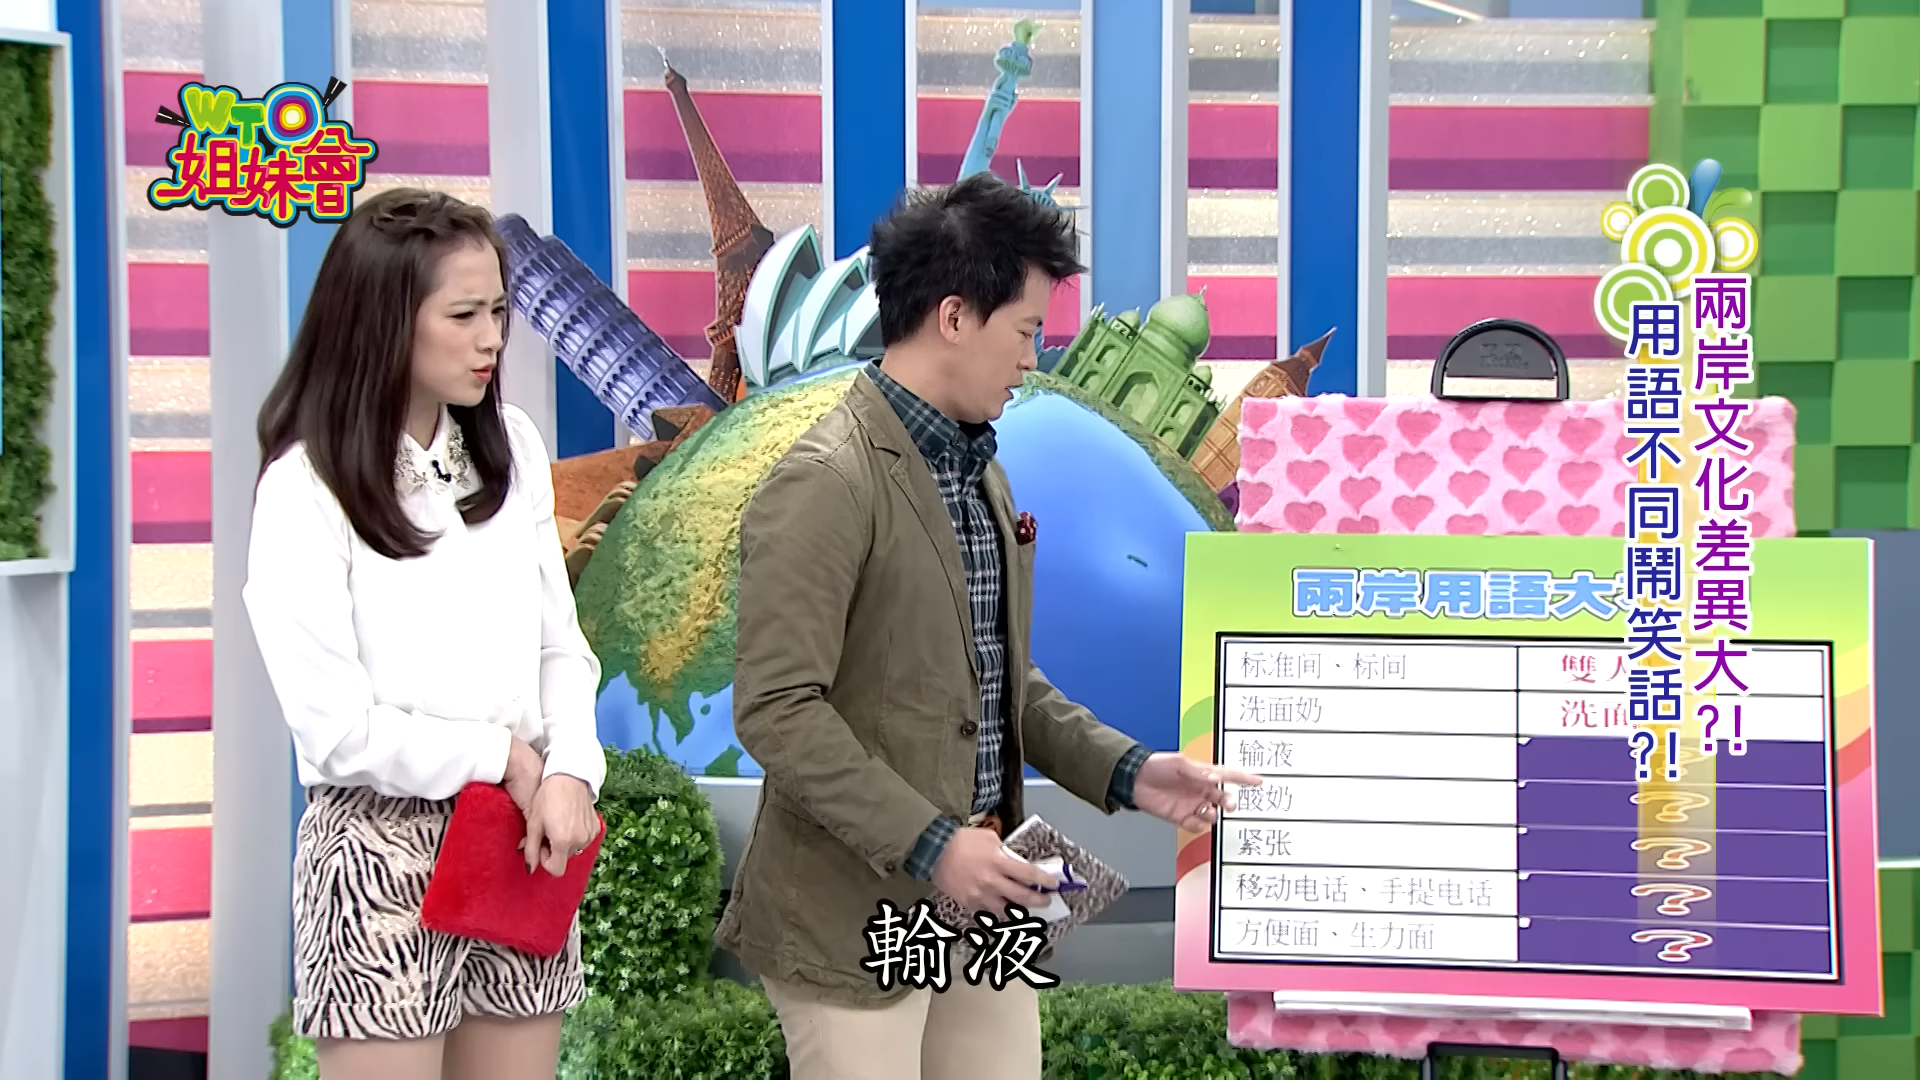 WTO
姐妹會
兩岸文化差異大?!
用語不同鬧笑話?!
兩岸用語大
标准间、标间
雙人
洗面奶
洗面
输液
酸奶
紧张
移动电话、手提电话
方便面、生力面
輸液